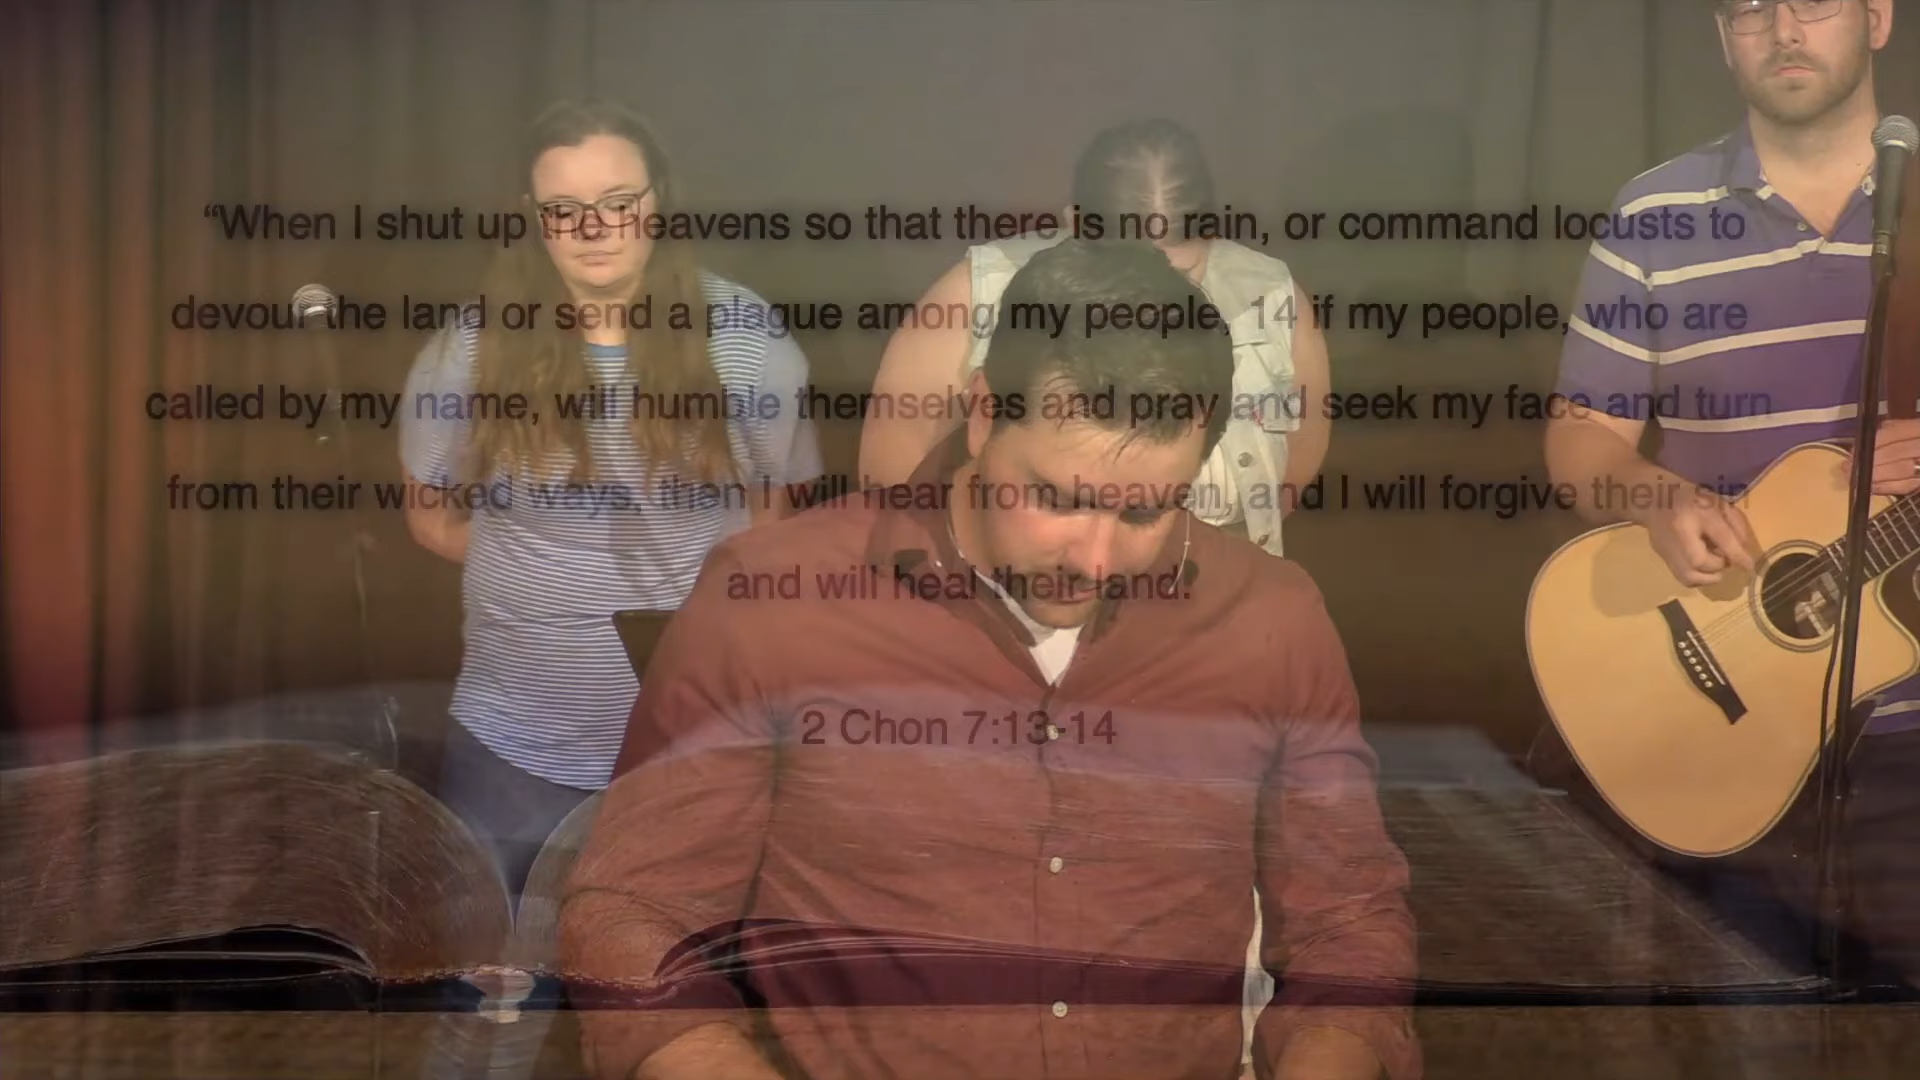 “When I shut up the heavens so that there is no rain, or command locusts to
devour the land or send a plague among my people, 14 if my people, who are
called by my name, will humble themselves and pray and seek my face and turn
from their wicked ways, then I will hear from heaven, and I will forgive their sin
and will heal their land.
2 Chon 7:13-14